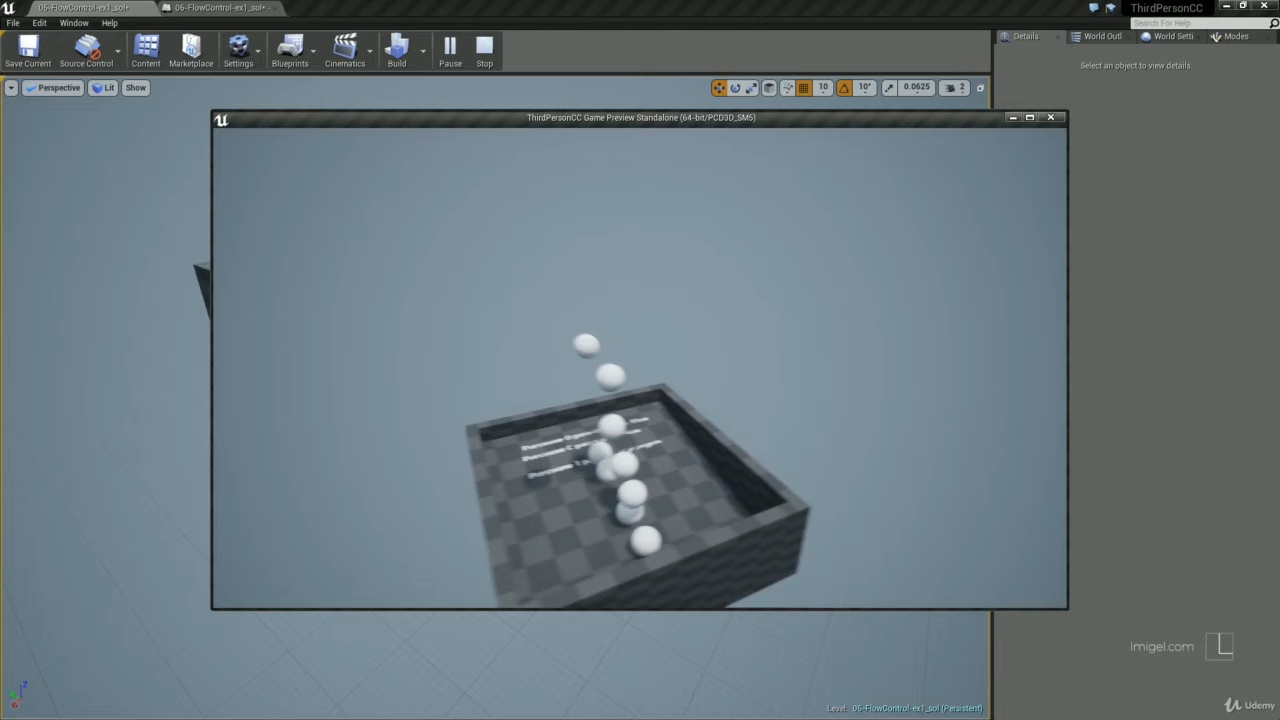 06-FlowControl-ex1_sol*
06-FlowControl-ex1_sol* -
ThirdPersonCC
File Edit Window Help
Search For Help
Save Current Source Control Content Marketplace Settings Blueprints Cinematics Build Pause Stop
Details World Outl World Setti Modes
Select an object to view details.
Perspective Lit Show
10 10° 0.0625 2
ThirdPersonCC Game Preview Standalone (64-bit/PCD3D_SM5)
Imigel.com L
Level: 06-FlowControl-ex1_sol (Persistent)
Udemy